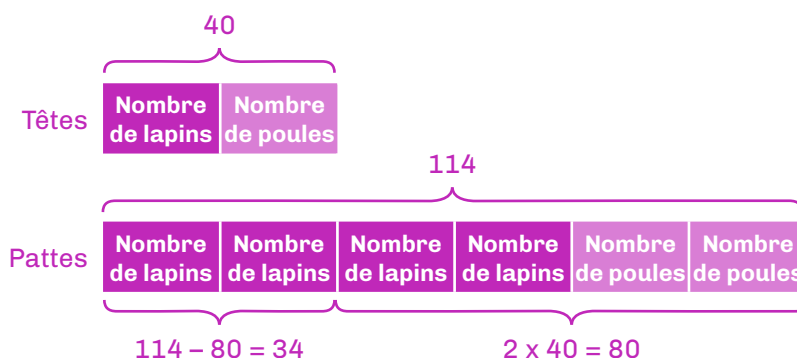 40
Têtes
Nombre
de lapins
Nombre
de poules
114
Pattes
Nombre
de lapins
Nombre
de lapins
Nombre
de lapins
Nombre
de lapins
Nombre
de poules
Nombre
de poules
114 – 80 = 34
2 x 40 = 80